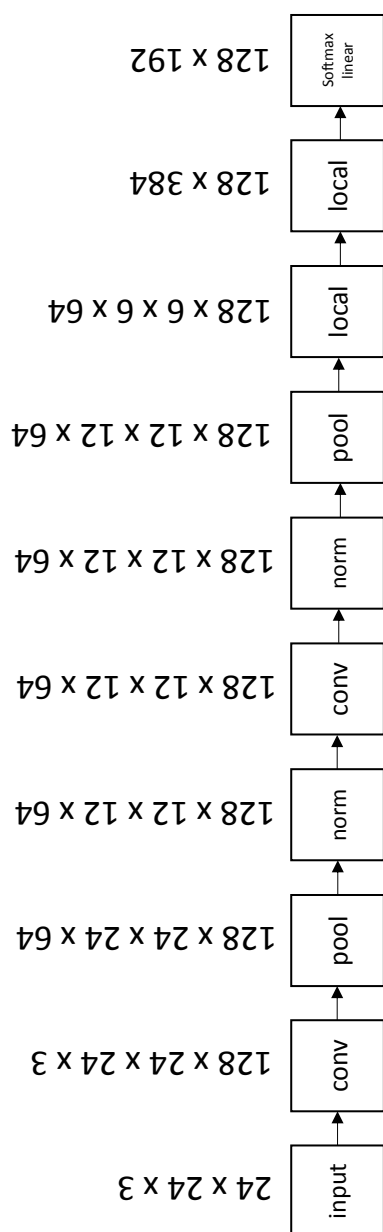 24 x 24 x 3
input
128 x 24 x 24 x 3
conv
128 x 24 x 24 x 64
pool
128 x 12 x 12 x 64
norm
128 x 12 x 12 x 64
conv
128 x 12 x 12 x 64
norm
128 x 12 x 12 x 64
pool
128 x 6 x 6 x 64
local
128 x 384
local
128 x 192
Softmax
linear